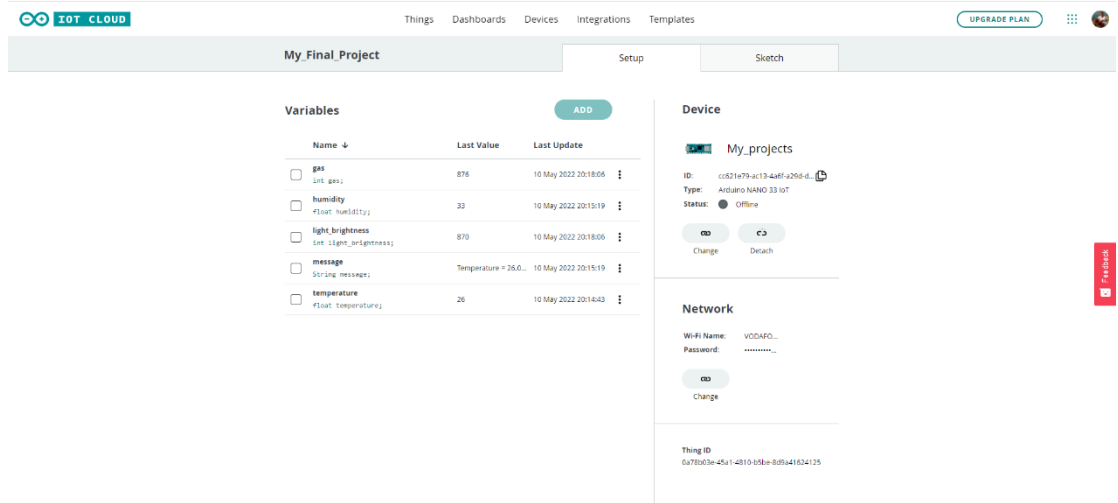 IOT CLOUD
Things Dashboards Devices Integrations Templates
UPGRADE PLAN
My_Final_Project
Setup
Sketch
Variables
ADD
Name ↓ Last Value Last Update
gas
int gas;
876
10 May 2022 20:18:06
humidity
float humidity;
33
10 May 2022 20:15:19
light_brightness
int light_brightness;
870
10 May 2022 20:18:06
message
String message;
Temperature = 26.0...
10 May 2022 20:15:19
temperature
float temperature;
26
10 May 2022 20:14:43
Device
My_projects
ID: cc621e79-ac13-4a6f-a29d-d...
Type: Arduino NANO 33 IoT
Status: Offline
Change
Detach
Network
Wi-Fi Name: VODAFO...
Password: ••••••••••...
Change
Thing ID
0a78b03e-45a1-4810-b5be-8d9a41624125
Feedback